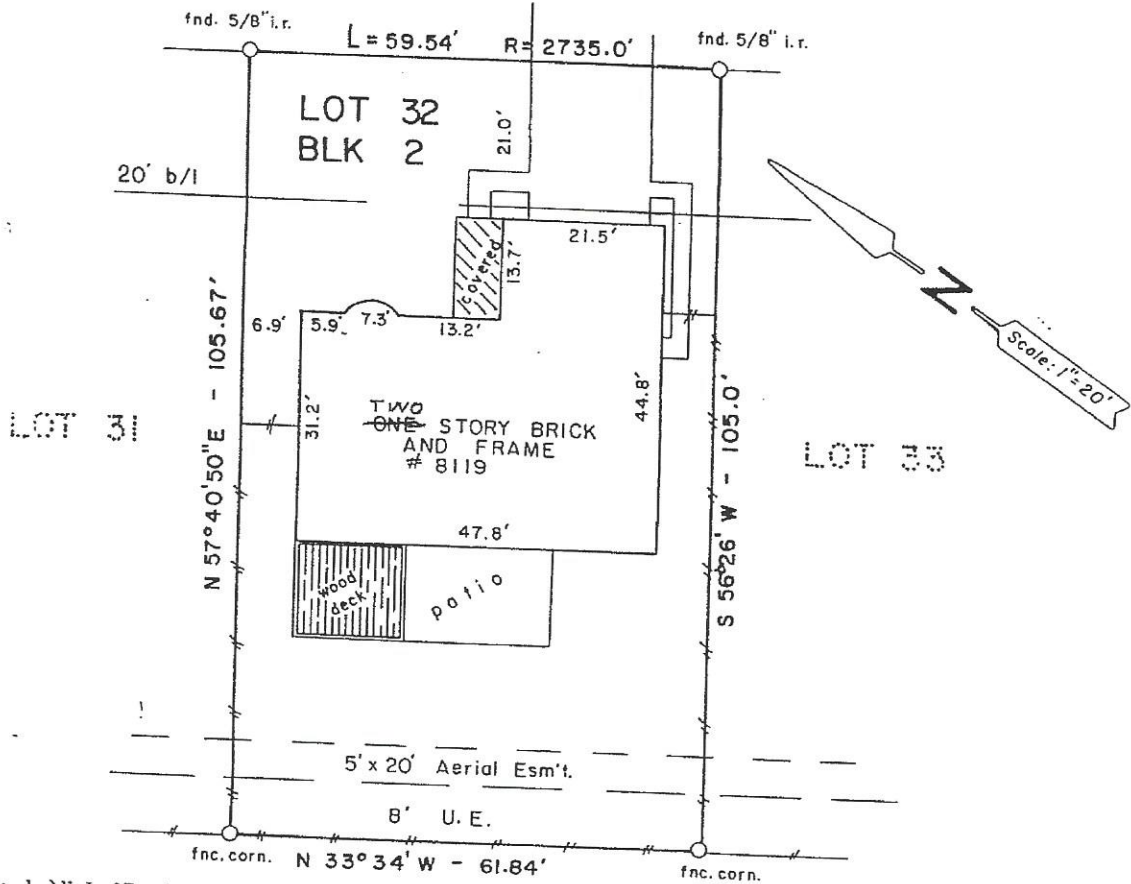 fnd. 5/8" i.r.
L = 59.54' R = 2735.0'
fnd. 5/8" i.r.
LOT 32
BLK 2
21.0'
20' b/l
21.5'
covered
13.7'
N
Scale: 1"= 20'
6.9' 5.9' 7.3' 13.2'
N 57°40'50"E - 105.67'
LOT 31
31.2'
TWO
ONE STORY BRICK
AND FRAME
# 8119
44.8'
S 56°26' W - 105.0'
LOT 33
47.8'
wood
deck
patio
5' x 20' Aerial Esm't.
8' U.E.
fnc. corn. N 33°34' W - 61.84' fnc. corn.